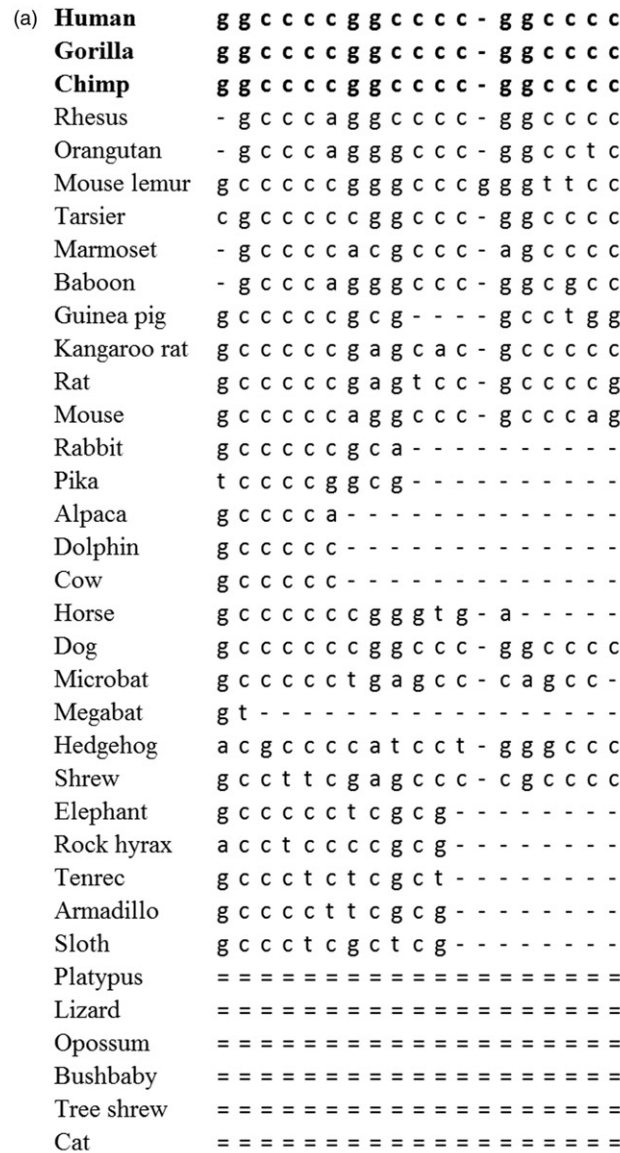 (a) Human g g c c c c g g c c c c - g g c c c c
Gorilla g g c c c c g g c c c c - g g c c c c
Chimp g g c c c c g g c c c c - g g c c c c
Rhesus - g c c c a g g c c c c - g g c c c c
Orangutan - g c c c a g g g c c c - g g c c t c
Mouse lemur g c c c c c g g g c c c g g g t t c c
Tarsier c g c c c c c g g c c c - g g c c c c
Marmoset - g c c c c a c g c c c - a g c c c c
Baboon - g c c c a g g g c c c - g g c g c c
Guinea pig g c c c c c g c g - - - - g c c t g g
Kangaroo rat g c c c c c g a g c a c - g c c c c c
Rat g c c c c c g a g t c c - g c c c c g
Mouse g c c c c c a g g c c c - g c c c a g
Rabbit g c c c c c g c a - - - - - - - - - -
Pika t c c c c g g c g - - - - - - - - - -
Alpaca g c c c c a - - - - - - - - - - - - -
Dolphin g c c c c c - - - - - - - - - - - - -
Cow g c c c c c - - - - - - - - - - - - -
Horse g c c c c c c g g g t g - a - - - - -
Dog g c c c c c c g g c c c - g g c c c c
Microbat g c c c c c t g a g c c - c a g c c -
Megabat g t - - - - - - - - - - - - - - - - -
Hedgehog a c g c c c c a t c c t - g g g c c c
Shrew g c c t t c g a g c c c - c g c c c c
Elephant g c c c c c t c g c g - - - - - - - -
Rock hyrax a c c t c c c c g c g - - - - - - - -
Tenrec g c c c t c t c g c t - - - - - - - -
Armadillo g c c c c t t c g c g - - - - - - - -
Sloth g c c c t c g c t c g - - - - - - - -
Platypus = = = = = = = = = = = = = = = = = = =
Lizard = = = = = = = = = = = = = = = = = = =
Opossum = = = = = = = = = = = = = = = = = = =
Bushbaby = = = = = = = = = = = = = = = = = = =
Tree shrew = = = = = = = = = = = = = = = = = = =
Cat = = = = = = = = = = = = = = = = = = =